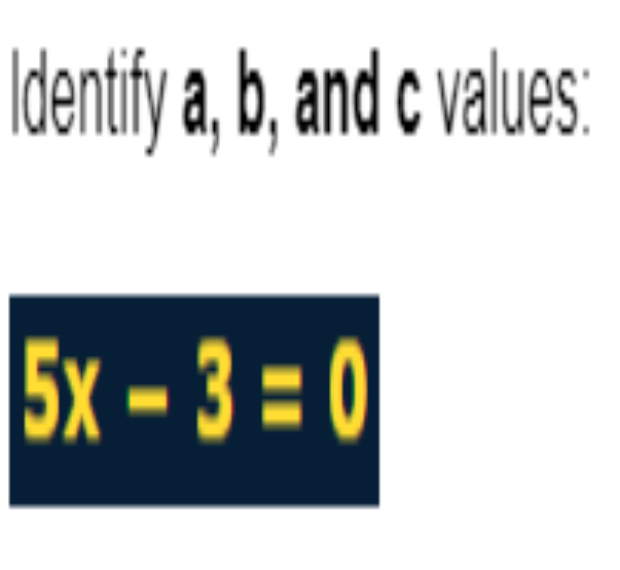 Identify a, b, and c values:
5x – 3 = 0